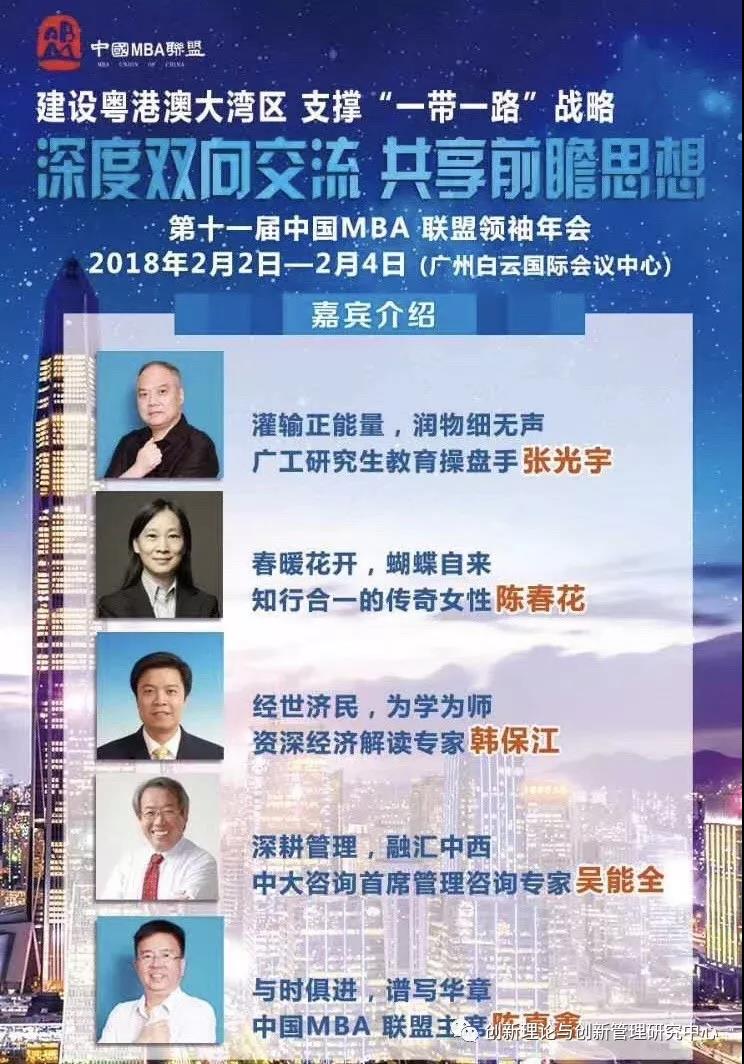 中國MBA聯盟
MBA UNION OF CHINA
建设粤港澳大湾区 支撑“一带一路”战略
深度双向交流 共享前瞻思想
第十一届中国MBA 联盟领袖年会
2018年2月2日—2月4日（广州白云国际会议中心）
嘉宾介绍
灌输正能量，润物细无声
广工研究生教育操盘手张光宇
春暖花开，蝴蝶自来
知行合一的传奇女性陈春花
经世济民，为学为师
资深经济解读专家韩保江
深耕管理，融汇中西
中大咨询首席管理咨询专家吴能全
与时俱进，谱写华章
中国MBA 联盟主席
创新理论与创新管理研究中心